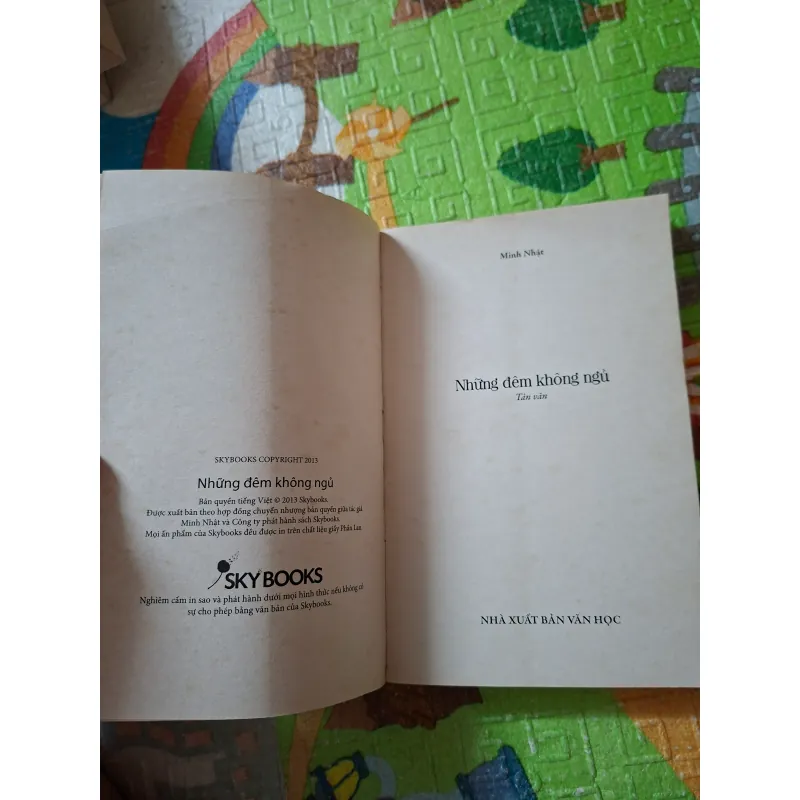 SKYBOOKS COPYRIGHT 2013
Những đêm không ngủ
Bản quyền tiếng Việt © 2013 Skybooks.
Được xuất bản theo hợp đồng chuyển nhượng bản quyền giữa tác giả
Minh Nhật và Công ty phát hành sách Skybooks.
Mọi ấn phẩm của Skybooks đều được in trên chất liệu giấy Phần Lan.
SKYBOOKS
Nghiêm cấm in sao và phát hành dưới mọi hình thức nếu không có
sự cho phép bằng văn bản của Skybooks.
Minh Nhật
Những đêm không ngủ
Tản văn
NHÀ XUẤT BẢN VĂN HỌC